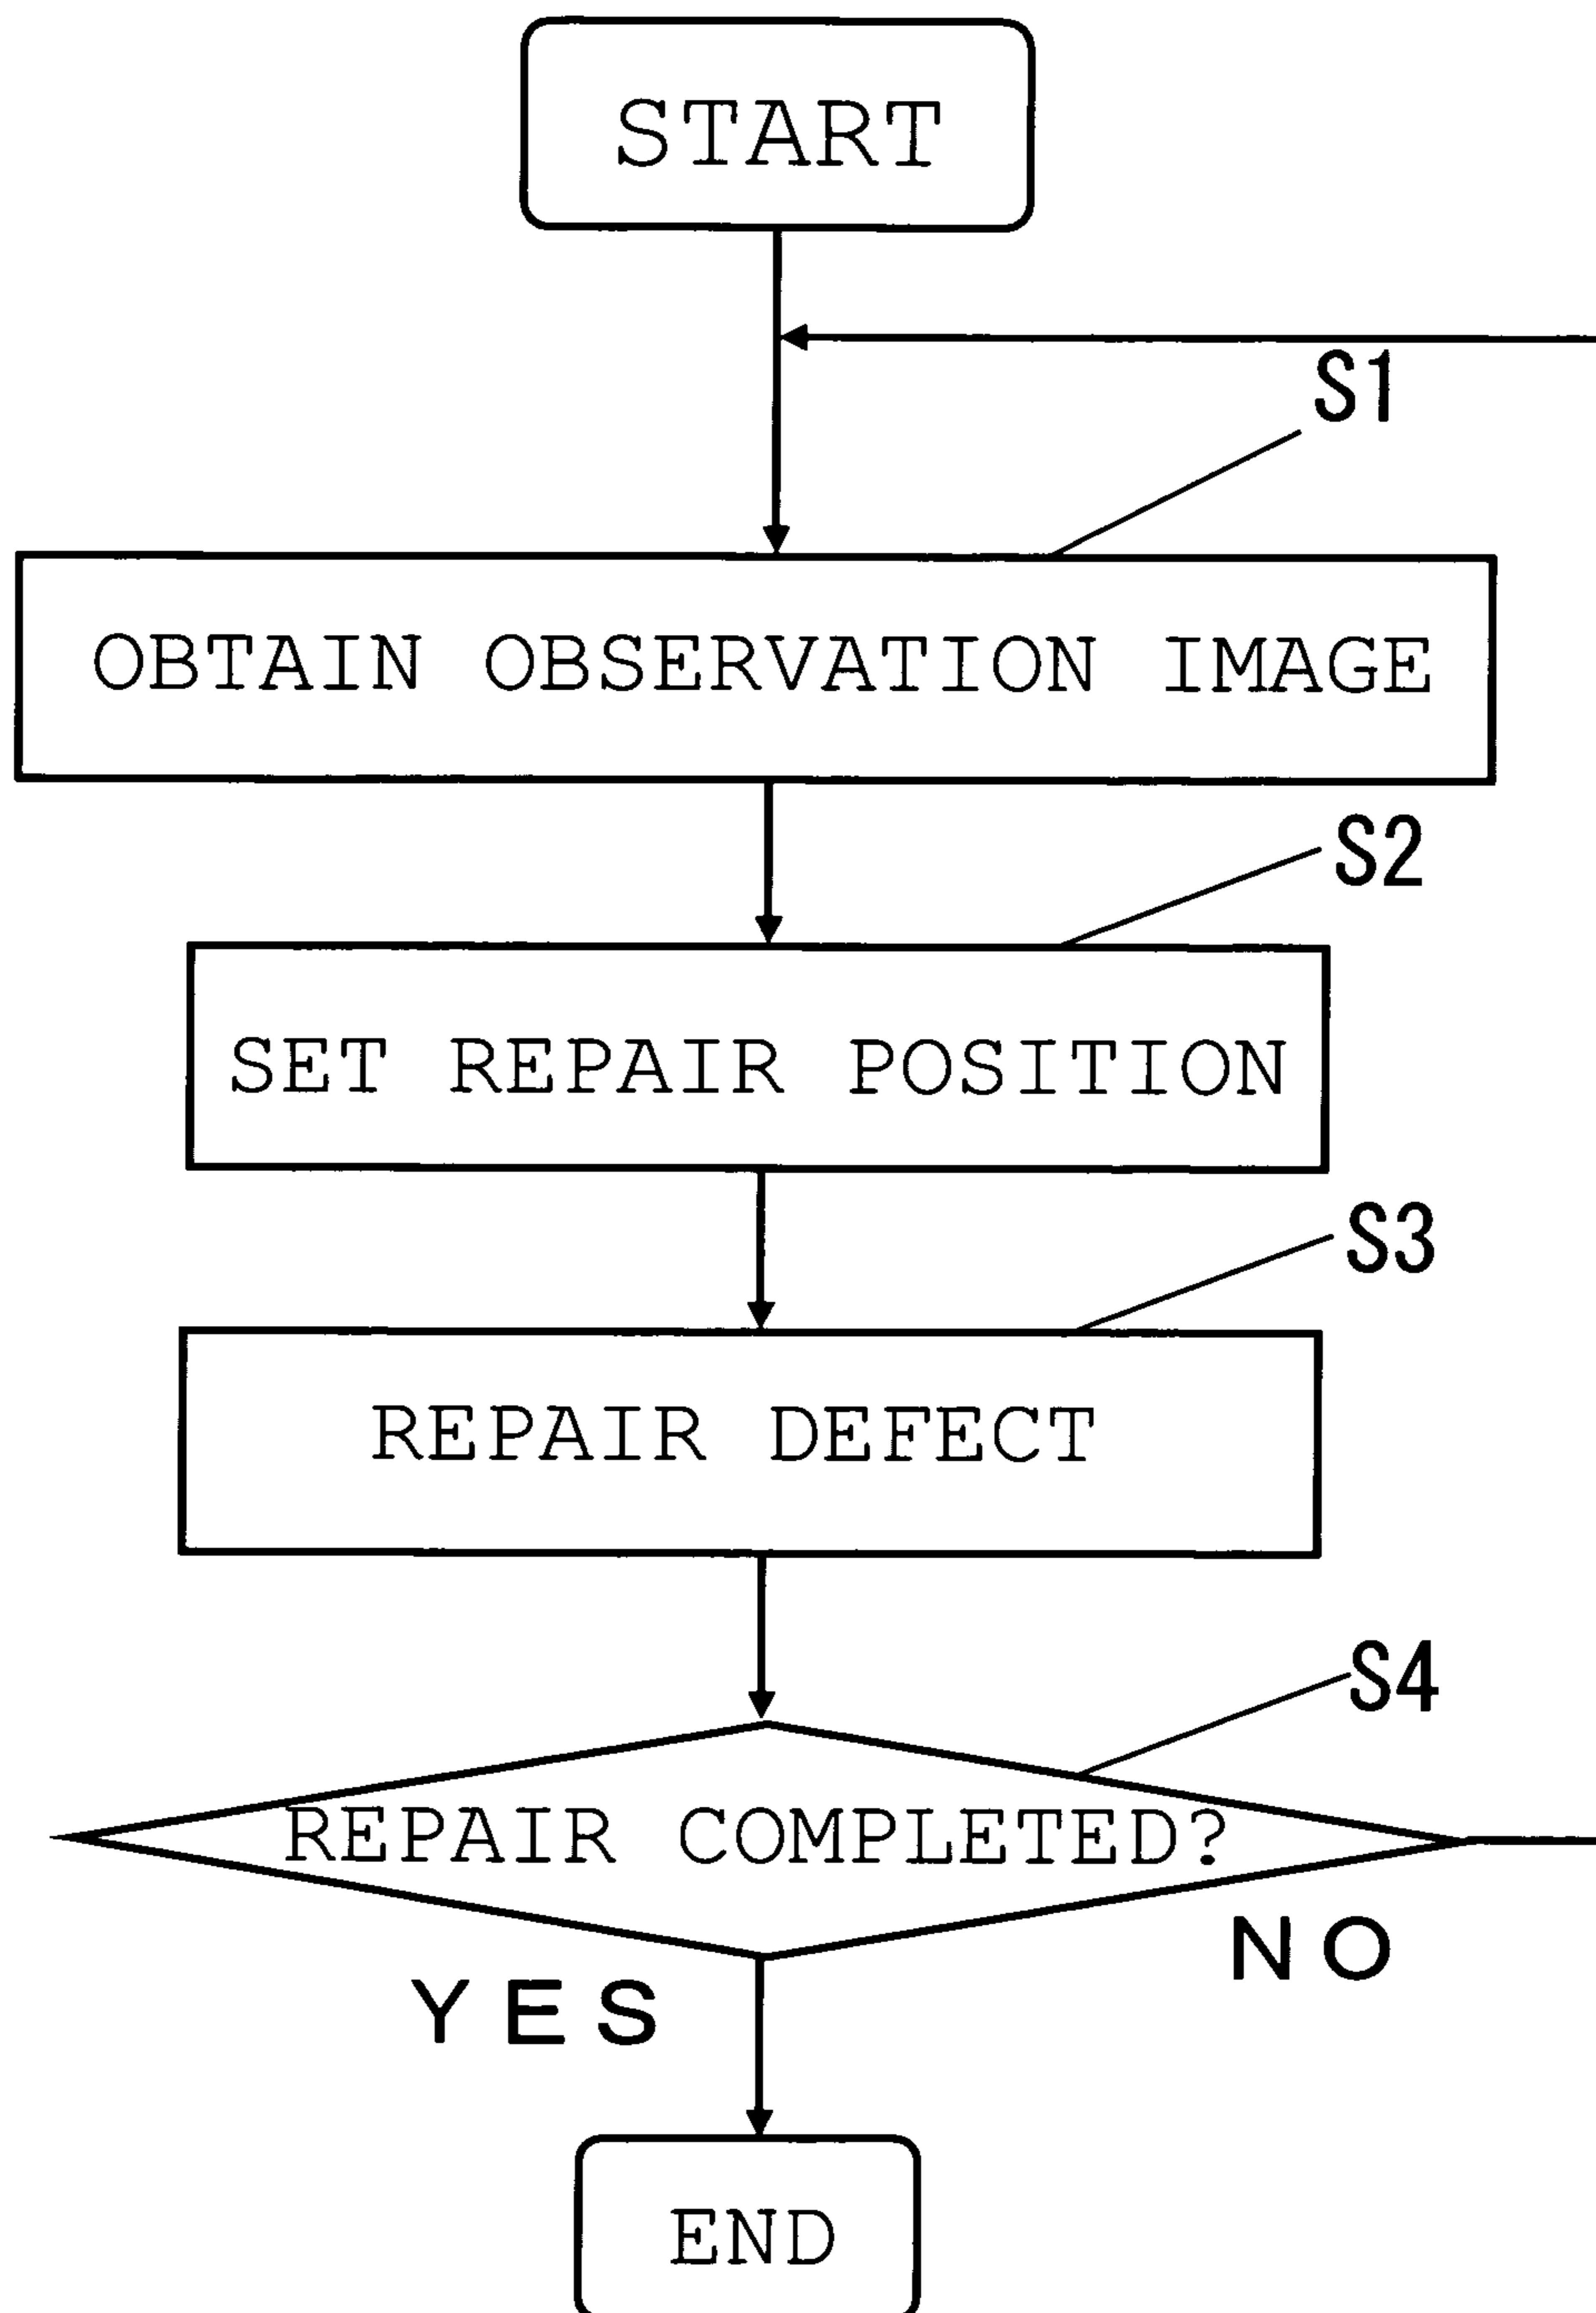 START
S1
OBTAIN OBSERVATION IMAGE
S2
SET REPAIR POSITION
S3
REPAIR DEFECT
S4
REPAIR COMPLETED?
NO
YES
END